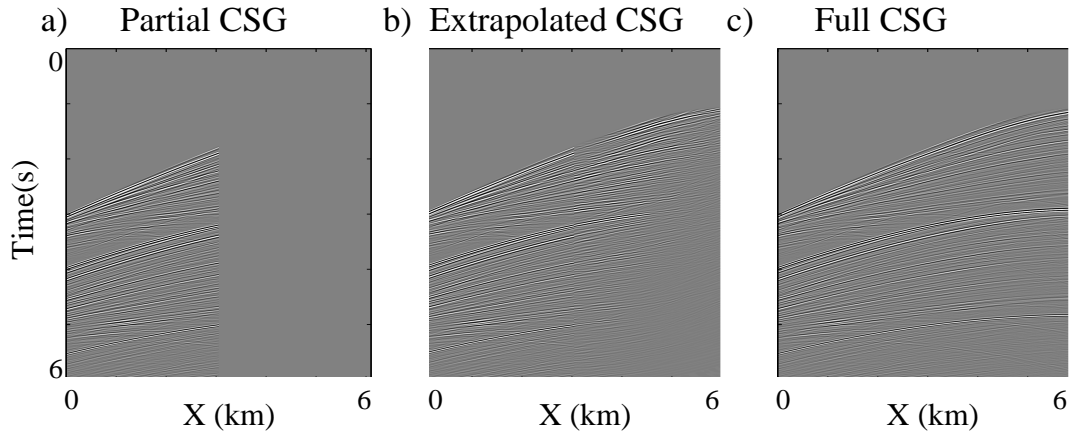 a) Partial CSG
b) Extrapolated CSG
c) Full CSG
0
Time(s)
6
0 6
X (km)
0 6
X (km)
0 6
X (km)